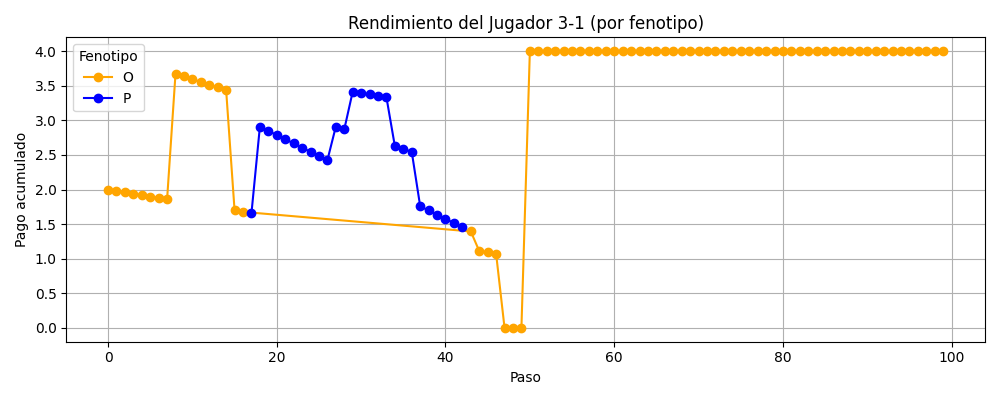 Rendimiento del Jugador 3-1 (por fenotipo)
Fenotipo
O
P
Pago acumulado
4.0
3.5
3.0
2.5
2.0
1.5
1.0
0.5
0.0
0 20 40 60 80 100
Paso